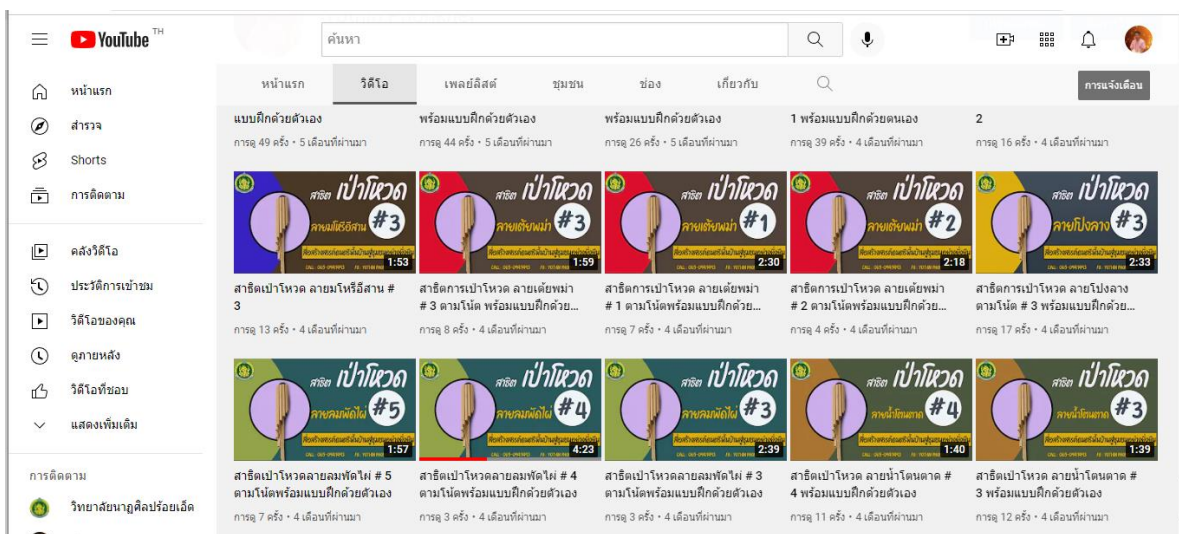 YouTube TH
ค้นหา
หน้าแรก
สำรวจ
Shorts
การติดตาม
คลังวิดีโอ
ประวัติการเข้าชม
วิดีโอของคุณ
ดูภายหลัง
วิดีโอที่ชอบ
แสดงเพิ่มเติม
การติดตาม
วิทยาลัยนาฏศิลปร้อยเอ็ด
หน้าแรก วิดีโอ เพลย์ลิสต์ ชุมชน ช่อง เกี่ยวกับ
การแจ้งเตือน
แบบฝึกด้วยตัวเอง
การดู 49 ครั้ง • 5 เดือนที่ผ่านมา
พร้อมแบบฝึกด้วยตัวเอง
การดู 44 ครั้ง • 5 เดือนที่ผ่านมา
พร้อมแบบฝึกด้วยตัวเอง
การดู 26 ครั้ง • 5 เดือนที่ผ่านมา
1 พร้อมแบบฝึกด้วยตนเอง
การดู 39 ครั้ง • 4 เดือนที่ผ่านมา
2
การดู 16 ครั้ง • 4 เดือนที่ผ่านมา
สาธิต เป่าโหวด
ลายมโหรีอีสาน #3
1:53
สาธิตเป่าโหวด ลายมโหรีอีสาน #
3
การดู 13 ครั้ง • 4 เดือนที่ผ่านมา
สาธิต เป่าโหวด
ลายเต้ยพม่า #3
1:59
สาธิตการเป่าโหวด ลายเต้ยพม่า
# 3 ตามโน้ต พร้อมแบบฝึกด้วย...
การดู 8 ครั้ง • 4 เดือนที่ผ่านมา
สาธิต เป่าโหวด
ลายเต้ยพม่า #1
2:30
สาธิตการเป่าโหวด ลายเต้ยพม่า
# 1 ตามโน้ต พร้อมแบบฝึกด้วย...
การดู 7 ครั้ง • 4 เดือนที่ผ่านมา
สาธิต เป่าโหวด
ลายเต้ยพม่า #2
2:18
สาธิตการเป่าโหวด ลายเต้ยพม่า
# 2 ตามโน้ต พร้อมแบบฝึกด้วย...
การดู 4 ครั้ง • 4 เดือนที่ผ่านมา
สาธิต เป่าโหวด
ลายโปงลาง #3
2:33
สาธิตการเป่าโหวด ลายโปงลาง
ตามโน้ต # 3 พร้อมแบบฝึกด้วย...
การดู 17 ครั้ง • 4 เดือนที่ผ่านมา
สาธิต เป่าโหวด
ลายลมพัดไผ่ #5
1:57
สาธิตเป่าโหวดลายลมพัดไผ่ # 5
ตามโน้ตพร้อมแบบฝึกด้วยตัวเอง
การดู 7 ครั้ง • 4 เดือนที่ผ่านมา
สาธิต เป่าโหวด
ลายลมพัดไผ่ #4
4:23
สาธิตเป่าโหวดลายลมพัดไผ่ # 4
ตามโน้ตพร้อมแบบฝึกด้วยตัวเอง
การดู 3 ครั้ง • 4 เดือนที่ผ่านมา
สาธิต เป่าโหวด
ลายลมพัดไผ่ #3
2:39
สาธิตเป่าโหวดลายลมพัดไผ่ # 3
ตามโน้ตพร้อมแบบฝึกด้วยตัวเอง
การดู 3 ครั้ง • 4 เดือนที่ผ่านมา
สาธิต เป่าโหวด
ลายน้ำโตนตาด #4
1:40
สาธิตเป่าโหวด ลายน้ำโตนตาด #
4 พร้อมแบบฝึกด้วยตัวเอง
การดู 11 ครั้ง • 4 เดือนที่ผ่านมา
สาธิต เป่าโหวด
ลายน้ำโตนตาด #3
1:39
สาธิตเป่าโหวด ลายน้ำโตนตาด #
3 พร้อมแบบฝึกด้วยตัวเอง
การดู 12 ครั้ง • 4 เดือนที่ผ่านมา